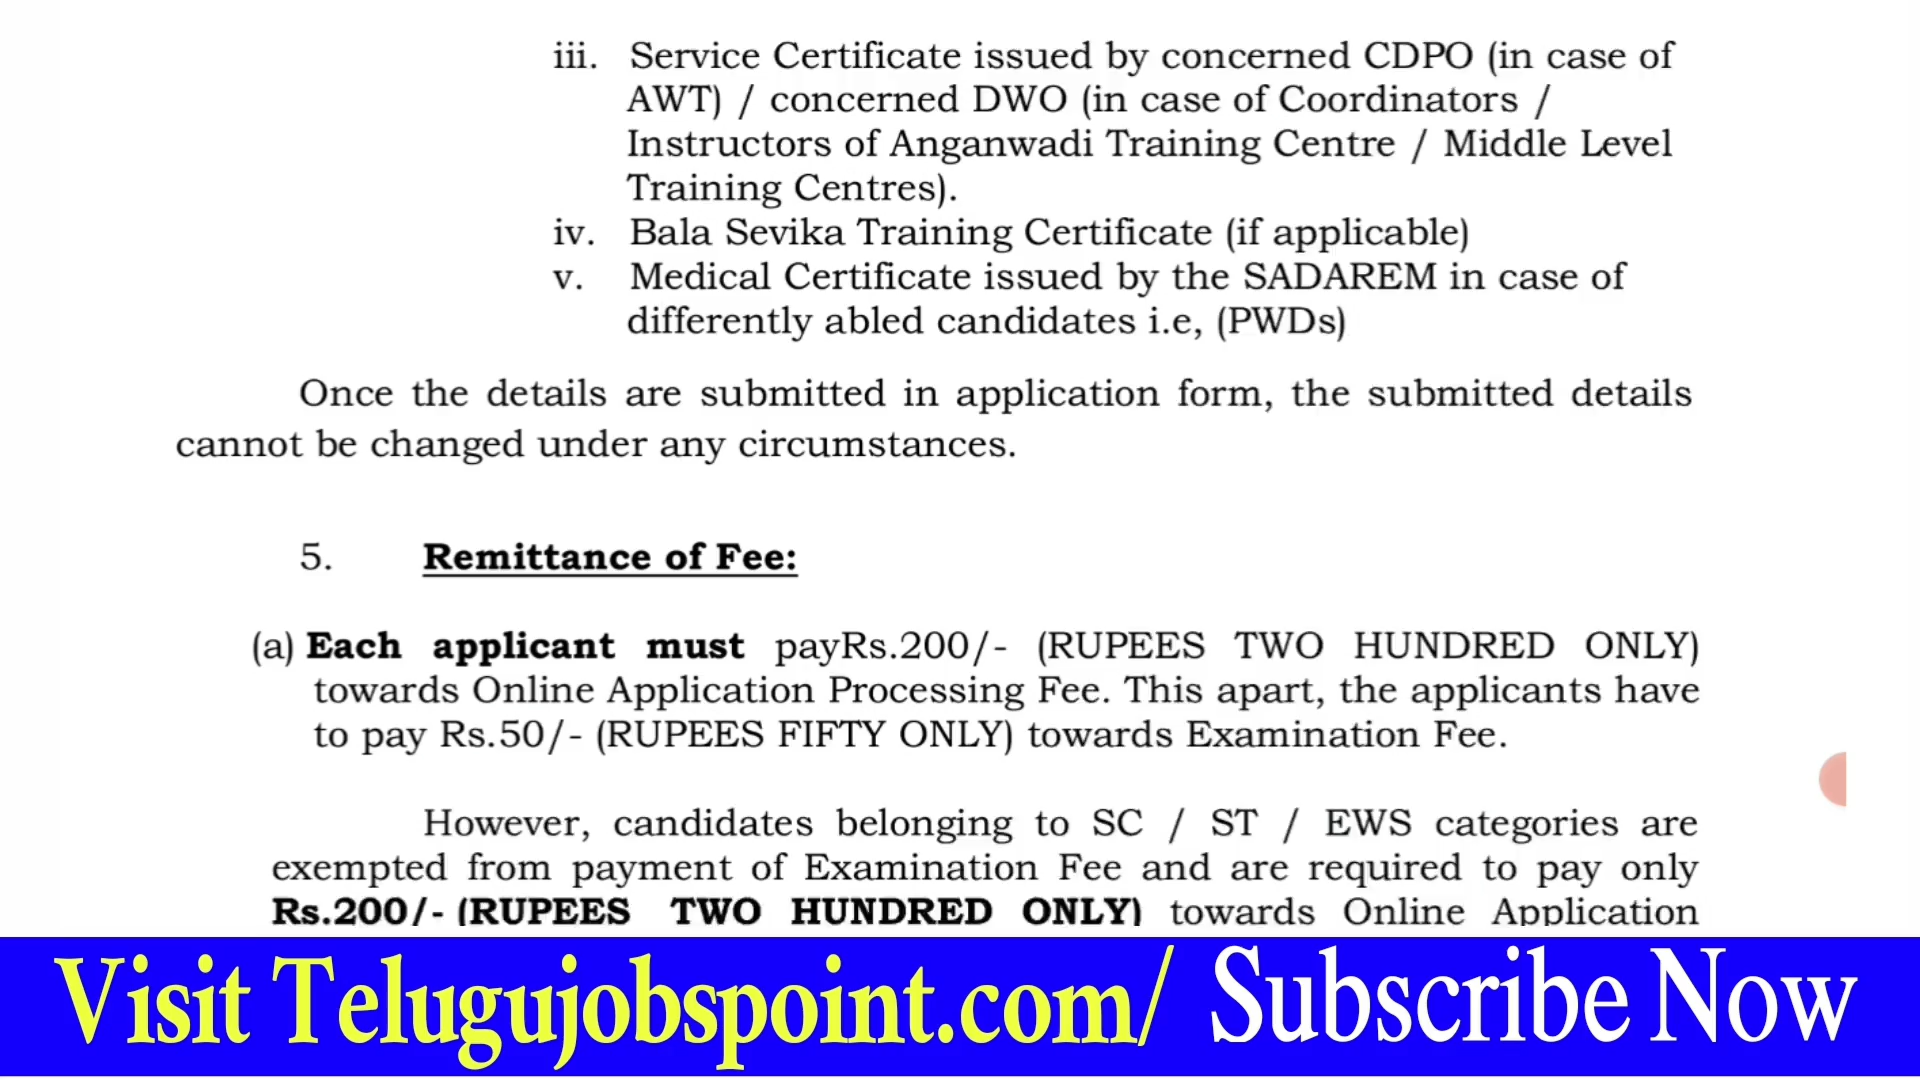 iii. Service Certificate issued by concerned CDPO (in case of
AWT) / concerned DWO (in case of Coordinators /
Instructors of Anganwadi Training Centre / Middle Level
Training Centres).
iv. Bala Sevika Training Certificate (if applicable)
v. Medical Certificate issued by the SADAREM in case of
differently abled candidates i.e, (PWDs)
Once the details are submitted in application form, the submitted details
cannot be changed under any circumstances.
5. Remittance of Fee:
(a) Each applicant must payRs.200/- (RUPEES TWO HUNDRED ONLY)
towards Online Application Processing Fee. This apart, the applicants have
to pay Rs.50/- (RUPEES FIFTY ONLY) towards Examination Fee.
However, candidates belonging to SC / ST / EWS categories are
exempted from payment of Examination Fee and are required to pay only
Rs.200/- (RUPEES TWO HUNDRED ONLY) towards Online Application
Visit Telugujobspoint.com/ Subscribe Now